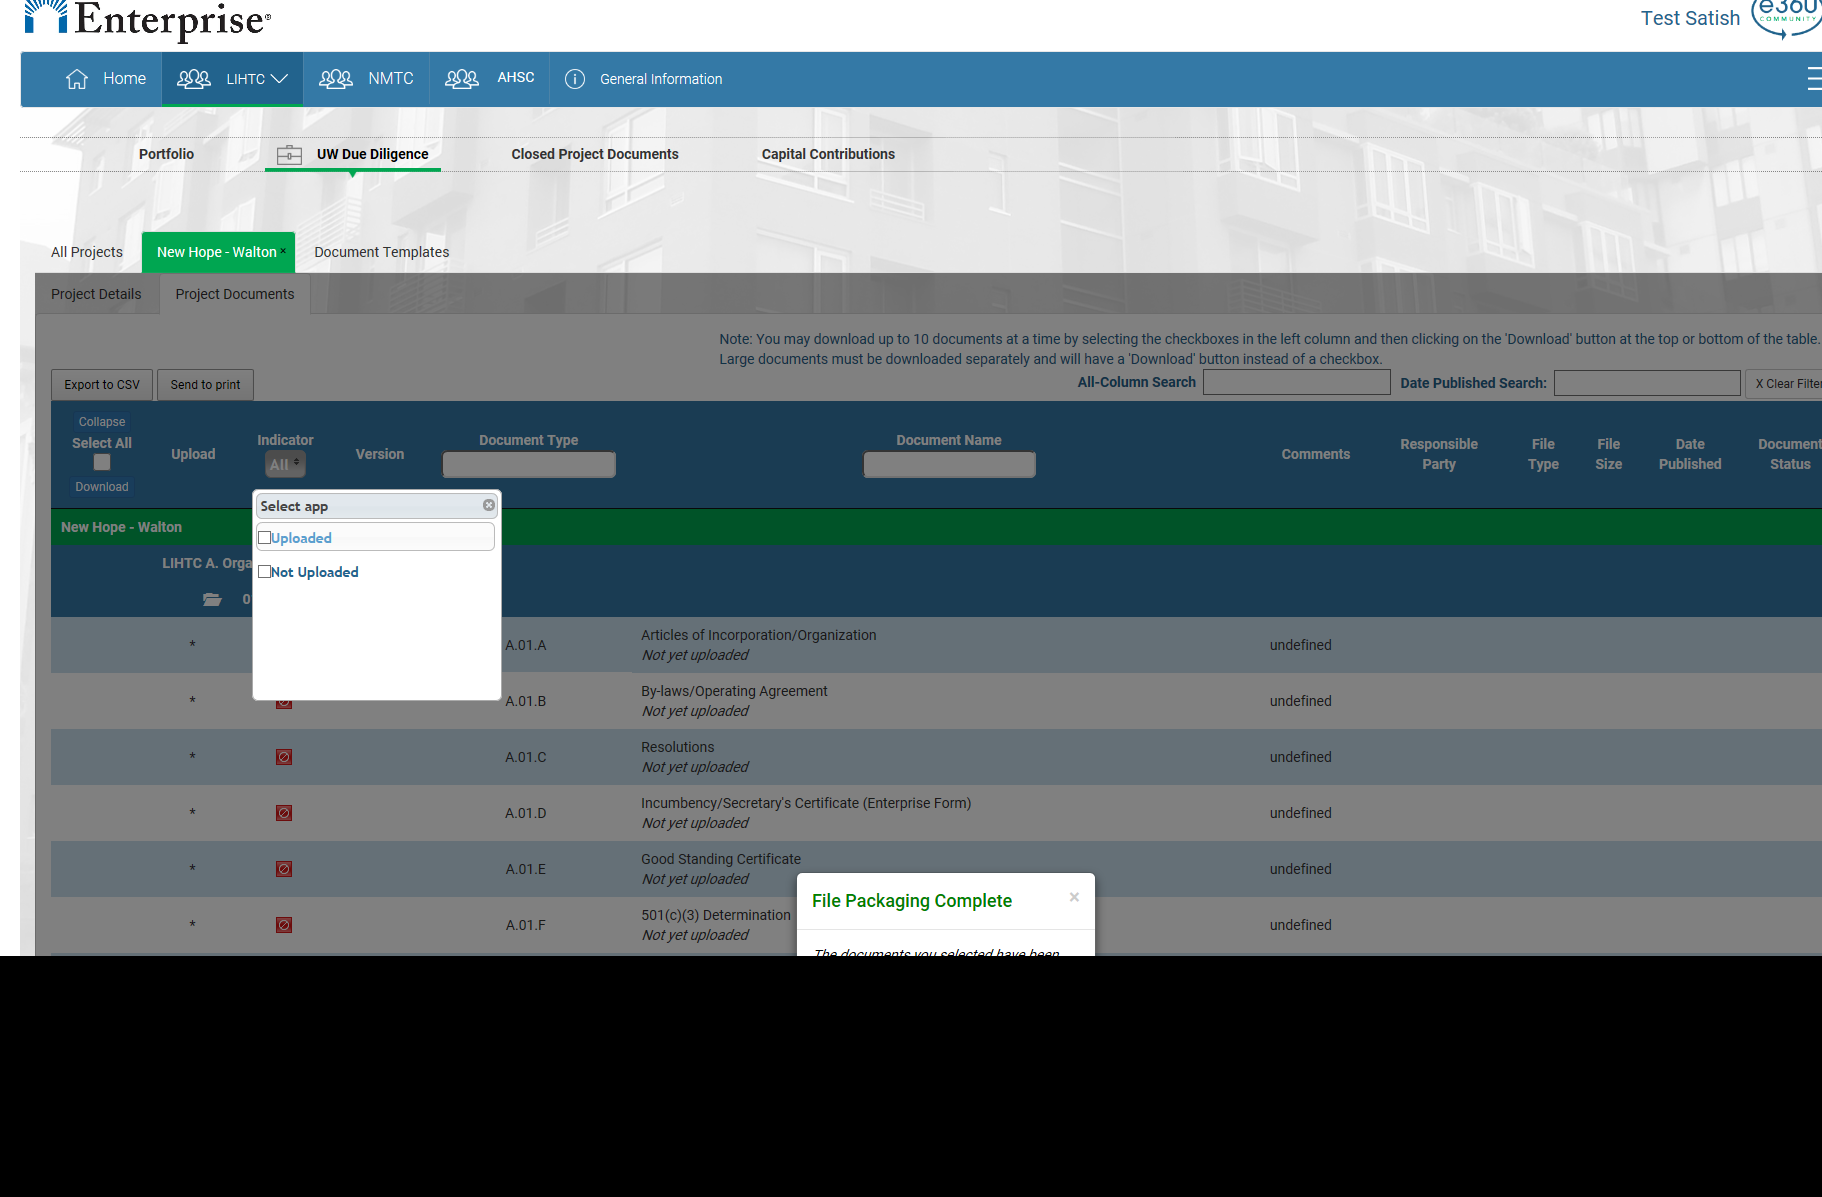 Enterprise®
Test Satish
e360
COMMUNITY
Home
LIHTC
NMTC
AHSC
General Information
Portfolio
UW Due Diligence
Closed Project Documents
Capital Contributions
All Projects
New Hope - Walton ×
Document Templates
Project Details
Project Documents
Note: You may download up to 10 documents at a time by selecting the checkboxes in the left column and then clicking on the 'Download' button at the top or bottom of the table.
Large documents must be downloaded separately and will have a 'Download' button instead of a checkbox.
Export to CSV
Send to print
All-Column Search
Date Published Search:
X Clear Filter
Collapse
Select All
Download
Upload
Indicator
All
Version
Document Type
Document Name
Comments
Responsible
Party
File
Type
File
Size
Date
Published
Document
Status
Select app
Uploaded
Not Uploaded
New Hope - Walton
LIHTC A. Orga
0
* A.01.A Articles of Incorporation/Organization undefined
Not yet uploaded
* A.01.B By-laws/Operating Agreement undefined
Not yet uploaded
* A.01.C Resolutions undefined
Not yet uploaded
* A.01.D Incumbency/Secretary's Certificate (Enterprise Form) undefined
Not yet uploaded
* A.01.E Good Standing Certificate undefined
Not yet uploaded
* A.01.F 501(c)(3) Determination undefined
Not yet uploaded
File Packaging Complete ×
The documents you selected have been